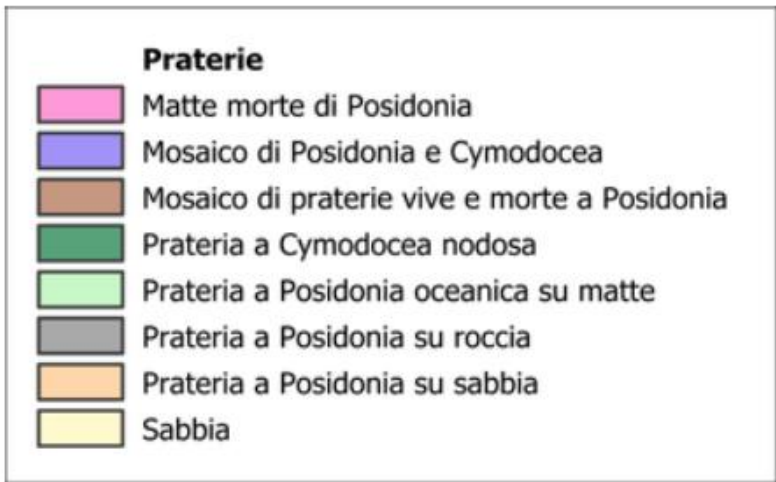 Praterie
Matte morte di Posidonia
Mosaico di Posidonia e Cymodocea
Mosaico di praterie vive e morte a Posidonia
Prateria a Cymodocea nodosa
Prateria a Posidonia oceanica su matte
Prateria a Posidonia su roccia
Prateria a Posidonia su sabbia
Sabbia